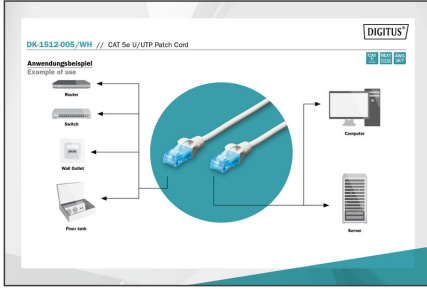 DIGITUS®
DK-1512-005/WH // CAT 5e U/UTP Patch Cord
Anwendungsbeispiel
Example of use
Router
Switch
Wall Outlet
Floor tank
Computer
Server